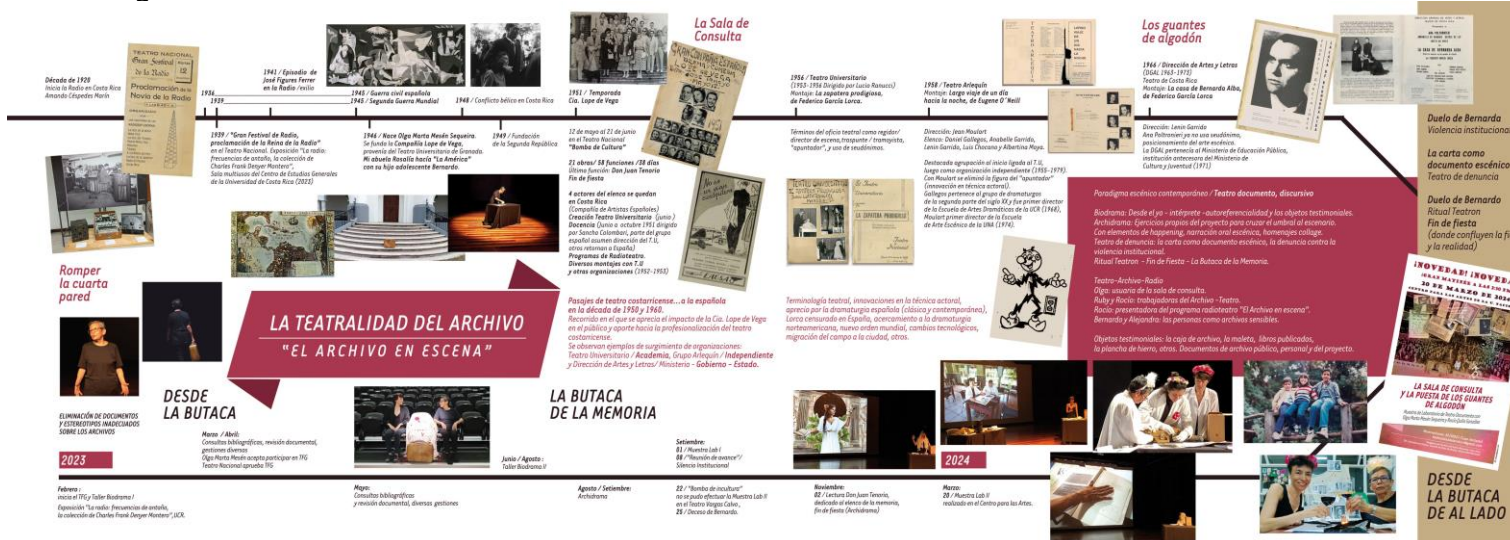 Década de 1920
Inicia la Radio en Costa Rica
Amando Céspedes Marín
TEATRO NACIONAL
Gran Festival
de la Radio
12
Proclamación de la
Novia de la Radio
1936
1939
1939 / "Gran Festival de Radio,
proclamación de la Reina de la Radio"
en el Teatro Nacional. Exposición "La radio:
frecuencias de antaño, la colección de
Charles Frank Denyer Montero",
Sala multiusos del Centro de Estudios Generales
de la Universidad de Costa Rica (2023)
1941 / Episodio de
José Figures Ferrer
en la Radio /exilio
1945 / Guerra civil española
1945 / Segunda Guerra Mundial
1946 / Nace Olga Marta Mesén Sequeira.
Se funda la Compañía Lope de Vega,
provenía del Teatro Universitario de Granada.
Mi abuela Rosalía hacía "La América"
con su hijo adolescente Bernardo.
1948 / Conflicto bélico en Costa Rica
1949 / Fundación
de la Segunda República
La Sala de
Consulta
1951 / Temporada
Cia. Lope de Vega
12 de mayo al 21 de junio
en el Teatro Nacional
"Bomba de Cultura"
21 obras/ 58 funciones /38 días
Última función: Don Juan Tenorio
Fin de fiesta
4 actores del elenco se quedan
en Costa Rica
(Compañía de Artistas Españoles)
Creación Teatro Universitario (junio)
Docencia (junio a octubre 1951 dirigido
por Sancho Colombari, parte del grupo
español asumen dirección del T.U,
otros retornan a España)
Programas de Radioteatro.
Diversos montajes con T.U
y otras organizaciones (1952-1953)
Pasajes de teatro costarricense...a la española
en la década de 1950 y 1960.
Recorrido en el que se aprecia el impacto de la Cia. Lope de Vega
en el público y aporte hacia la profesionalización del teatro
costarricense.
Se observan ejemplos de surgimiento de organizaciones:
Teatro Universitario / Academia, Grupo Arlequín / Independiente
y Dirección de Artes y Letras/ Ministerio - Gobierno – Estado.
1956 / Teatro Universitario
(1953-1956 Dirigido por Lucio Ranucci)
Montaje: La zapatera prodigiosa,
de Federico García Lorca.
Términos del oficio teatral como regidor/
director de escena,traspunte / tramoyista,
"apuntador", y uso de seudónimos.
LA ZAPATERA PRODIGIOSA
Teatro
Nacional
Terminología teatral, innovaciones en la técnica actoral,
aprecio por la dramaturgia española (clásica y contemporánea),
Lorca censurado en España, acercamiento a la dramaturgia
norteamericana, nuevo orden mundial, cambios tecnológicos,
migración del campo a la ciudad, otros.
1958 / Teatro Arlequín
Montaje: Largo viaje de un día
hacia la noche, de Eugene O´Neill
Dirección: Jean Moulart
Elenco: Daniel Gallegos, Anabelle Garrido,
Lenin Garrido, Luis Chocano y Albertina Moya.
Destacada agrupación al inicio ligada al T.U,
luego como organización independiente (1955-1979).
Con Moulart se eliminó la figura del "apuntador"
(innovación en técnica actoral).
Gallegos pertenece al grupo de dramaturgos
de la segunda parte del siglo XX y fue primer director
de la Escuela de Artes Dramáticas de la UCR (1968),
Moulart primer director de la Escuela
de Arte Escénico de la UNA (1974).
Los guantes
de algodón
1966 / Dirección de Artes y Letras
(DGAL 1963-1971)
Teatro de Costa Rica
Montaje: La casa de Bernarda Alba,
de Federico García Lorca
Dirección: Lenin Garrido
Ana Poltronieri ya no usa seudónimo,
posicionamiento del arte escénico.
La DGAL pertenecía al Ministerio de Educación Pública,
institución antecesora del Ministerio de
Cultura y Juventud (1971)
Paradigma escénico contemporáneo / Teatro documento, discursivo
Biodrama: Desde el yo – intérprete -autoreferencialidad y los objetos testimoniales.
Archidrama: Ejercicios propios del proyecto para cruzar el umbral al escenario.
Con elementos de happening, narración oral escénica, homenajes collage.
Teatro de denuncia: la carta como documento escénico, la denuncia contra la
violencia institucional.
Ritual Teatron – Fin de Fiesta – La Butaca de la Memoria.
Teatro-Archivo-Radio
Olga: usuaria de la sala de consulta.
Ruby y Rocío: trabajadoras del Archivo -Teatro.
Rocío: presentadora del programa radioteatro "El Archivo en escena".
Bernardo y Alejandra: las personas como archivos sensibles.
Objetos testimoniales: la caja de archivo, la maleta, libros publicados,
la plancha de hierro, otros. Documentos de archivo público, personal y del proyecto.
Duelo de Bernarda
Violencia instituciona
La carta como
documento escénico
Teatro de denuncia
Duelo de Bernarda
Ritual Teatron
Fin de fiesta
(donde confluyen la fi
y la realidad)
¡NOVEDAD! ¡NOVEDA
20 DE MARZO DE 202
LA SALA DE CONSULTA
Y LA PUESTA DE LOS GUANTES
DE ALGODÓN
DESDE
LA BUTACA
DE AL LADO
Romper
la cuarta
pared
LA TEATRALIDAD DEL ARCHIVO
"EL ARCHIVO EN ESCENA"
ELIMINACIÓN DE DOCUMENTOS
Y ESTEREOTIPOS INADECUADOS
SOBRE LOS ARCHIVOS
DESDE
LA BUTACA
LA BUTACA
DE LA MEMORIA
2023
Febrero :
inicia el TFG y Taller Biodrama I
Exposición "La radio: frecuencias de antaño,
la colección de Charles Frank Denyer Montero",UCR.
Marzo / Abril:
Consultas bibliográficas, revisión documental,
gestiones diversas
Olga Marta Mesén acepta participar en TFG
Teatro Nacional aprueba TFG
Mayo:
Consultas bibliográficas
y revisión documental, diversas gestiones
Junio / Agosto :
Taller Biodrama II
Agosto / Setiembre:
Archidrama
Setiembre:
01 / Muestra Lab I
08 /"Reunión de avance"/
Silencio Institucional
22 / "Bomba de incultura"
no se pudo efectuar la Muestra Lab II
en el Teatro Vargas Calvo,
25 / Deceso de Bernardo.
Noviembre:
02 / Lectura Don Juan Tenorio,
dedicado al elenco de la memoria,
fin de fiesta (Archidrama)
2024
Marzo:
20 / Muestra Lab II
realizado en el Centro para las Artes.